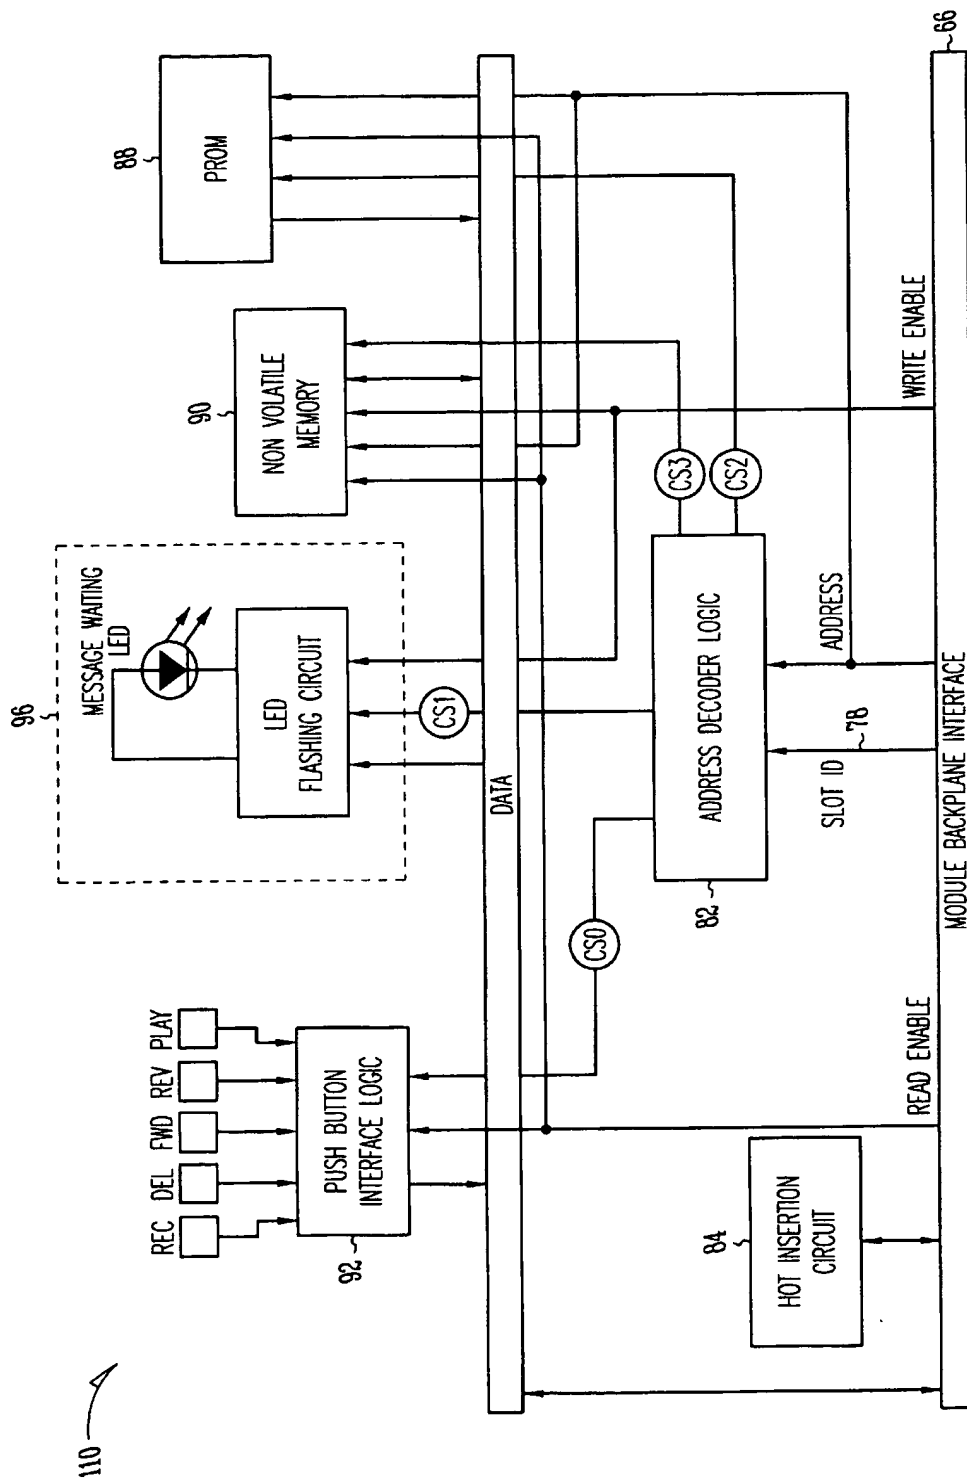 110
REC
DEL
FWD
REV
PLAY
PUSH BUTTON
INTERFACE LOGIC
92
96
MESSAGE WAITING
LED
LED
FLASHING CIRCUIT
90
NON VOLATILE
MEMORY
88
PROM
DATA
CS0
CS1
CS3
CS2
84
HOT INSERTION
CIRCUIT
82
ADDRESS DECODER LOGIC
READ ENABLE
SLOT ID
78
ADDRESS
WRITE ENABLE
MODULE BACKPLANE INTERFACE
66